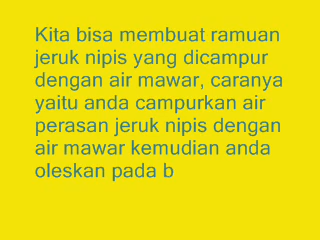 Kita bisa membuat ramuan
jeruk nipis yang dicampur
dengan air mawar, caranya
yaitu anda campurkan air
perasan jeruk nipis dengan
air mawar kemudian anda
oleskan pada b